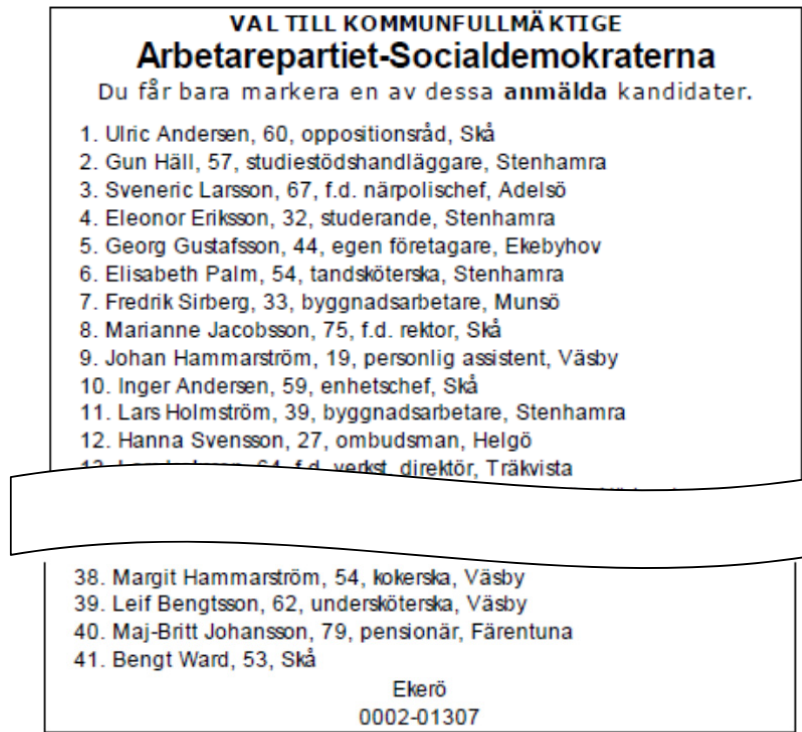 VAL TILL KOMMUNFULLMÄKTIGE
Arbetarepartiet-Socialdemokraterna
Du får bara markera en av dessa anmälda kandidater.
1. Ulric Andersen, 60, oppositionsråd, Skå
2. Gun Häll, 57, studiestödshandläggare, Stenhamra
3. Sveneric Larsson, 67, f.d. närpolischef, Adelsö
4. Eleonor Eriksson, 32, studerande, Stenhamra
5. Georg Gustafsson, 44, egen företagare, Ekebyhov
6. Elisabeth Palm, 54, tandsköterska, Stenhamra
7. Fredrik Sirberg, 33, byggnadsarbetare, Munsö
8. Marianne Jacobsson, 75, f.d. rektor, Skå
9. Johan Hammarström, 19, personlig assistent, Väsby
10. Inger Andersen, 59, enhetschef, Skå
11. Lars Holmström, 39, byggnadsarbetare, Stenhamra
12. Hanna Svensson, 27, ombudsman, Helgö
64, f.d. verkst. direktör, Träkvista
38. Margit Hammarström, 54, kokerska, Väsby
39. Leif Bengtsson, 62, undersköterska, Väsby
40. Maj-Britt Johansson, 79, pensionär, Färentuna
41. Bengt Ward, 53, Skå
Ekerö
0002-01307